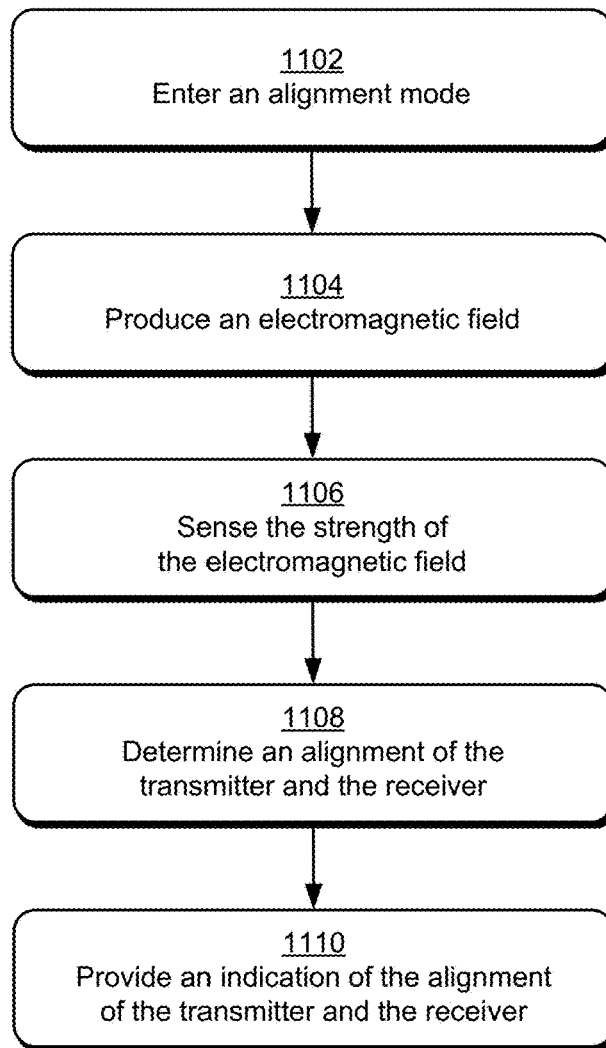 1102
Enter an alignment mode
1104
Produce an electromagnetic field
1106
Sense the strength of
the electromagnetic field
1108
Determine an alignment of the
transmitter and the receiver
1110
Provide an indication of the alignment
of the transmitter and the receiver